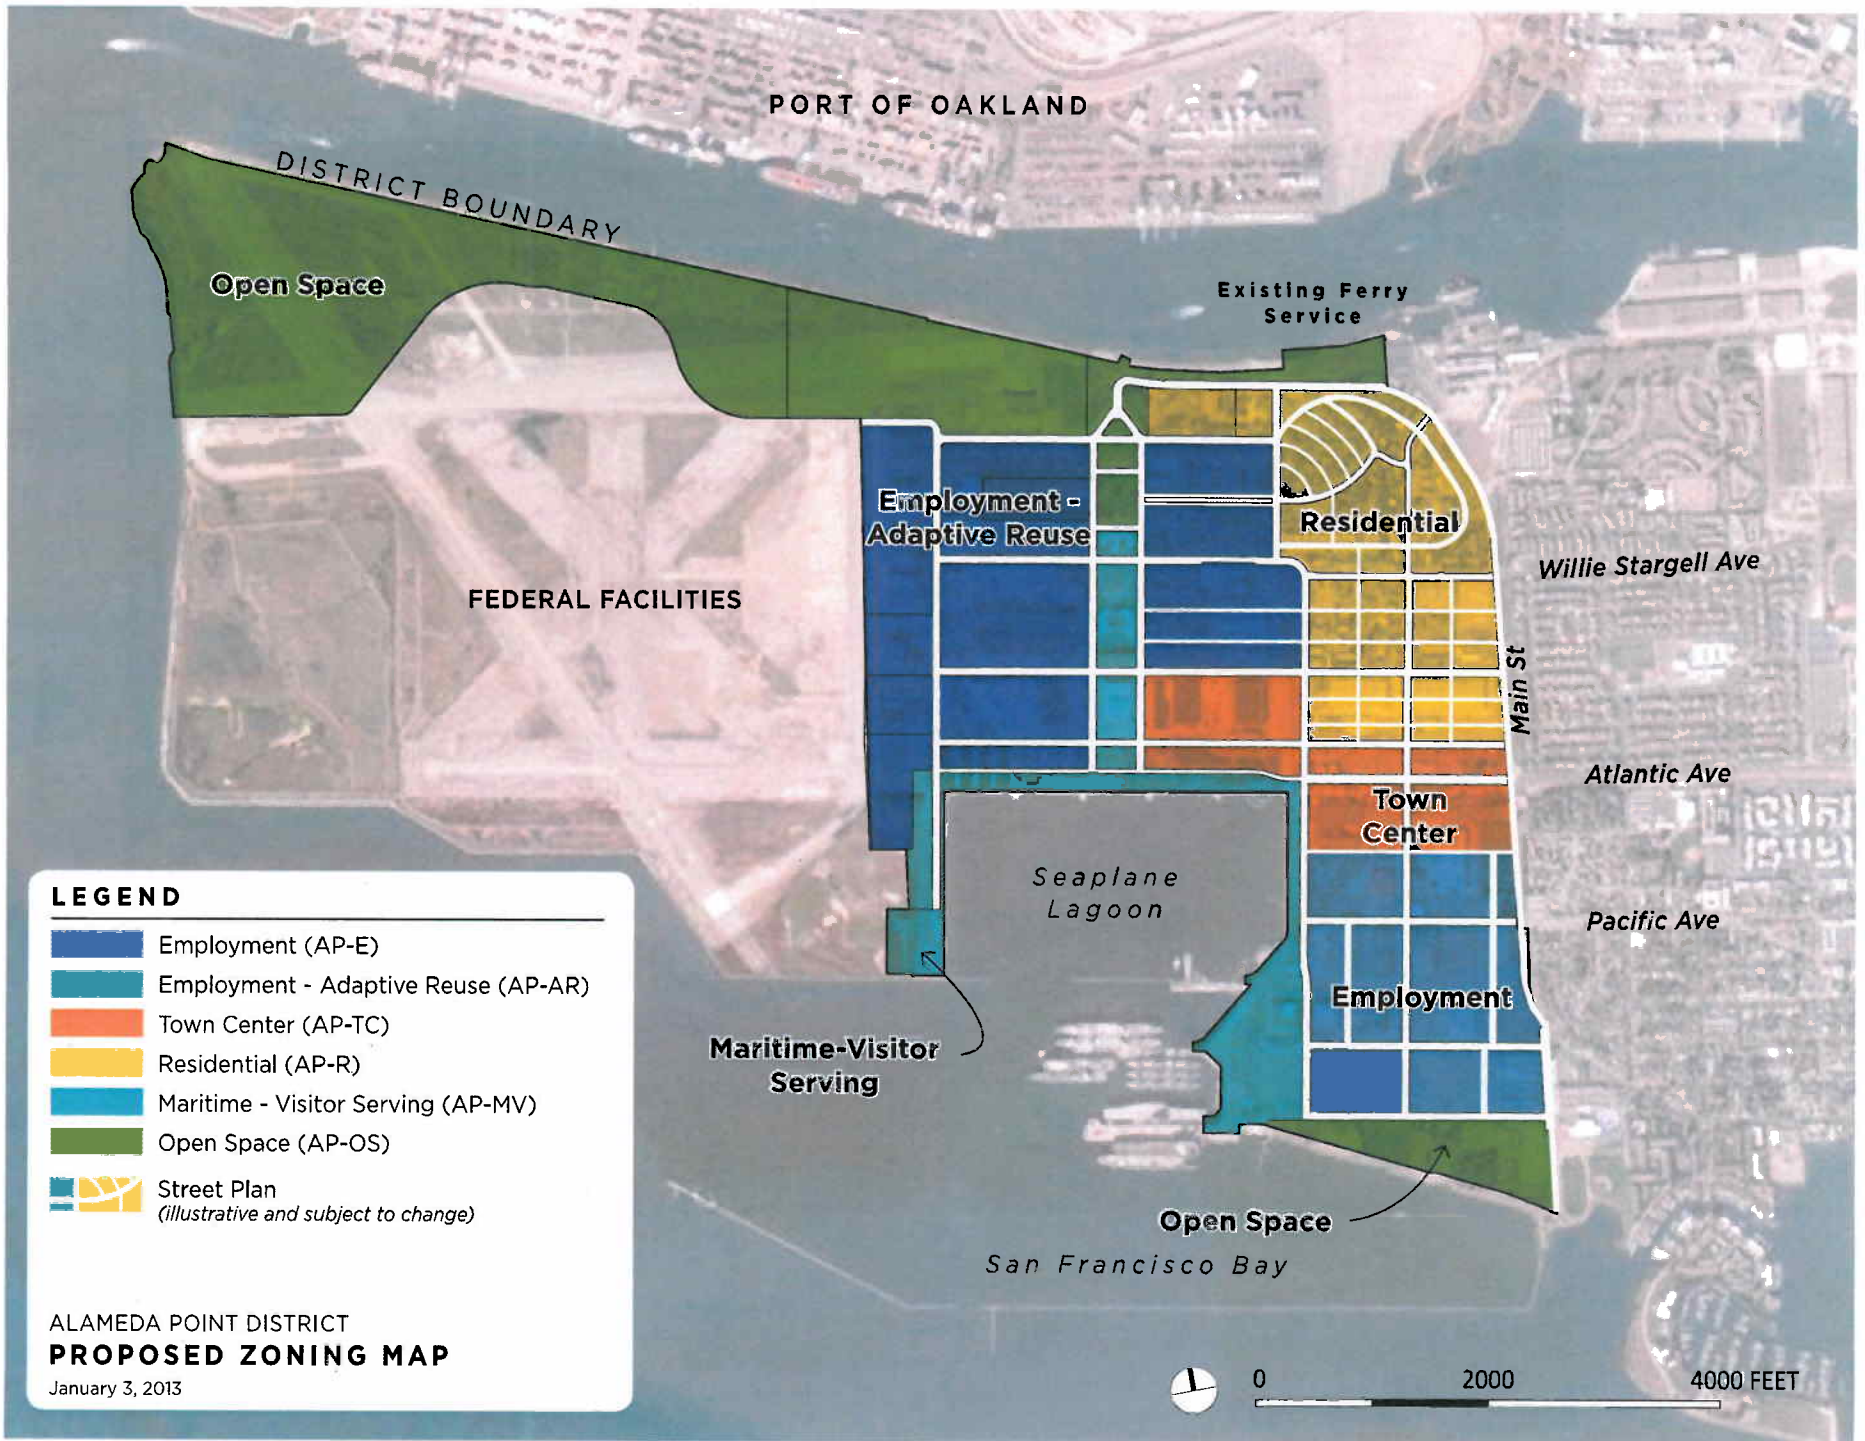 PORT OF OAKLAND
DISTRICT BOUNDARY
Open Space
Existing Ferry
Service
Employment -
Adaptive Reuse
Residential
Willie Stargell Ave
FEDERAL FACILITIES
Main St
Atlantic Ave
Town
Center
Seaplane
Lagoon
Pacific Ave
Employment
Maritime-Visitor
Serving
Open Space
San Francisco Bay
LEGEND
Employment (AP-E)
Employment - Adaptive Reuse (AP-AR)
Town Center (AP-TC)
Residential (AP-R)
Maritime - Visitor Serving (AP-MV)
Open Space (AP-OS)
Street Plan
(illustrative and subject to change)
ALAMEDA POINT DISTRICT
PROPOSED ZONING MAP
January 3, 2013
0 2000 4000 FEET